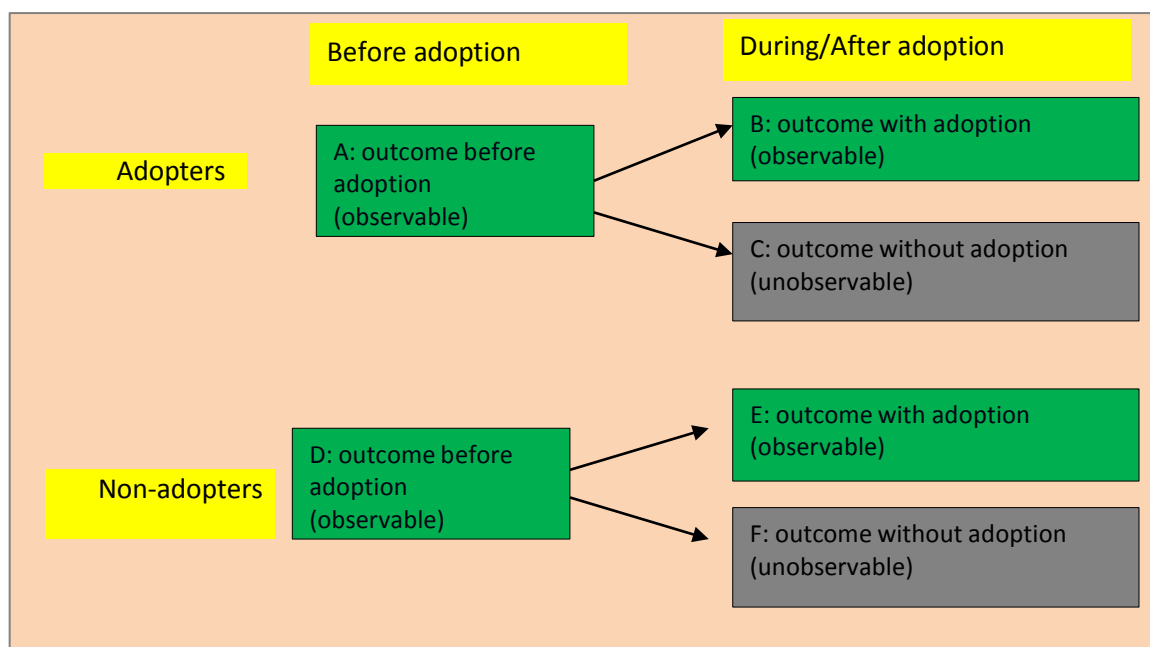 Before adoption
During/After adoption
Adopters
A: outcome before
adoption
(observable)
B: outcome with adoption
(observable)
C: outcome without adoption
(unobservable)
Non-adopters
D: outcome before
adoption
(observable)
E: outcome with adoption
(observable)
F: outcome without adoption
(unobservable)